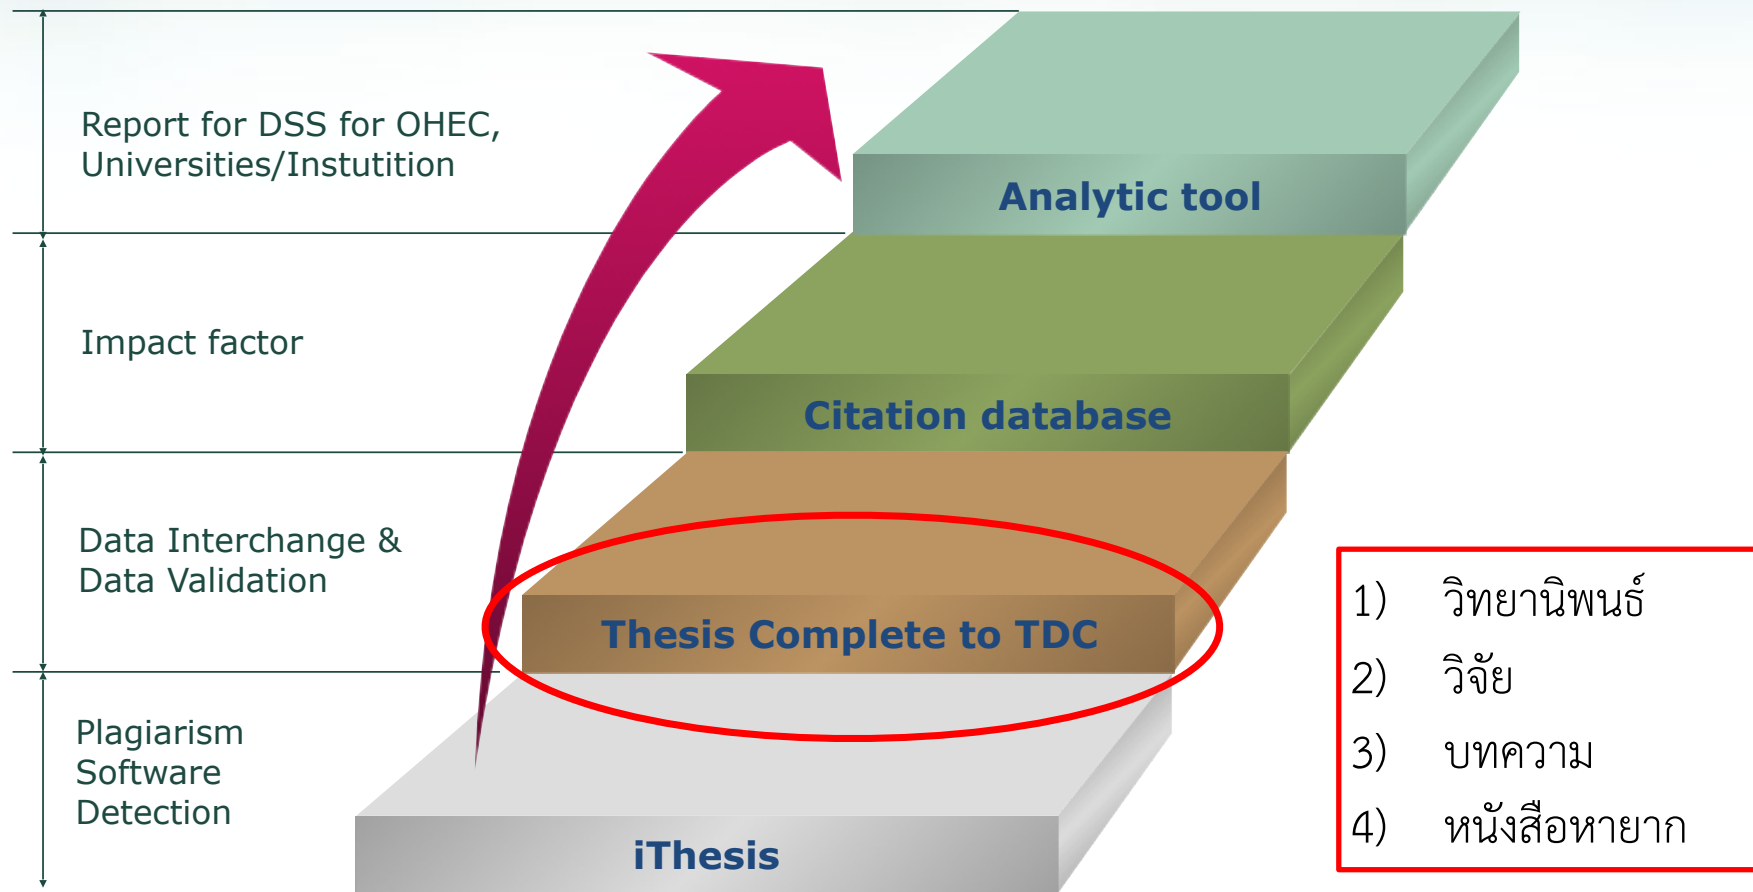 Report for DSS for OHEC,
Universities/Instutition
Analytic tool
Impact factor
Citation database
Data Interchange &
Data Validation
Thesis Complete to TDC
Plagiarism
Software
Detection
iThesis
1) วิทยานิพนธ์
2) วิจัย
3) บทความ
4) หนังสือหายาก